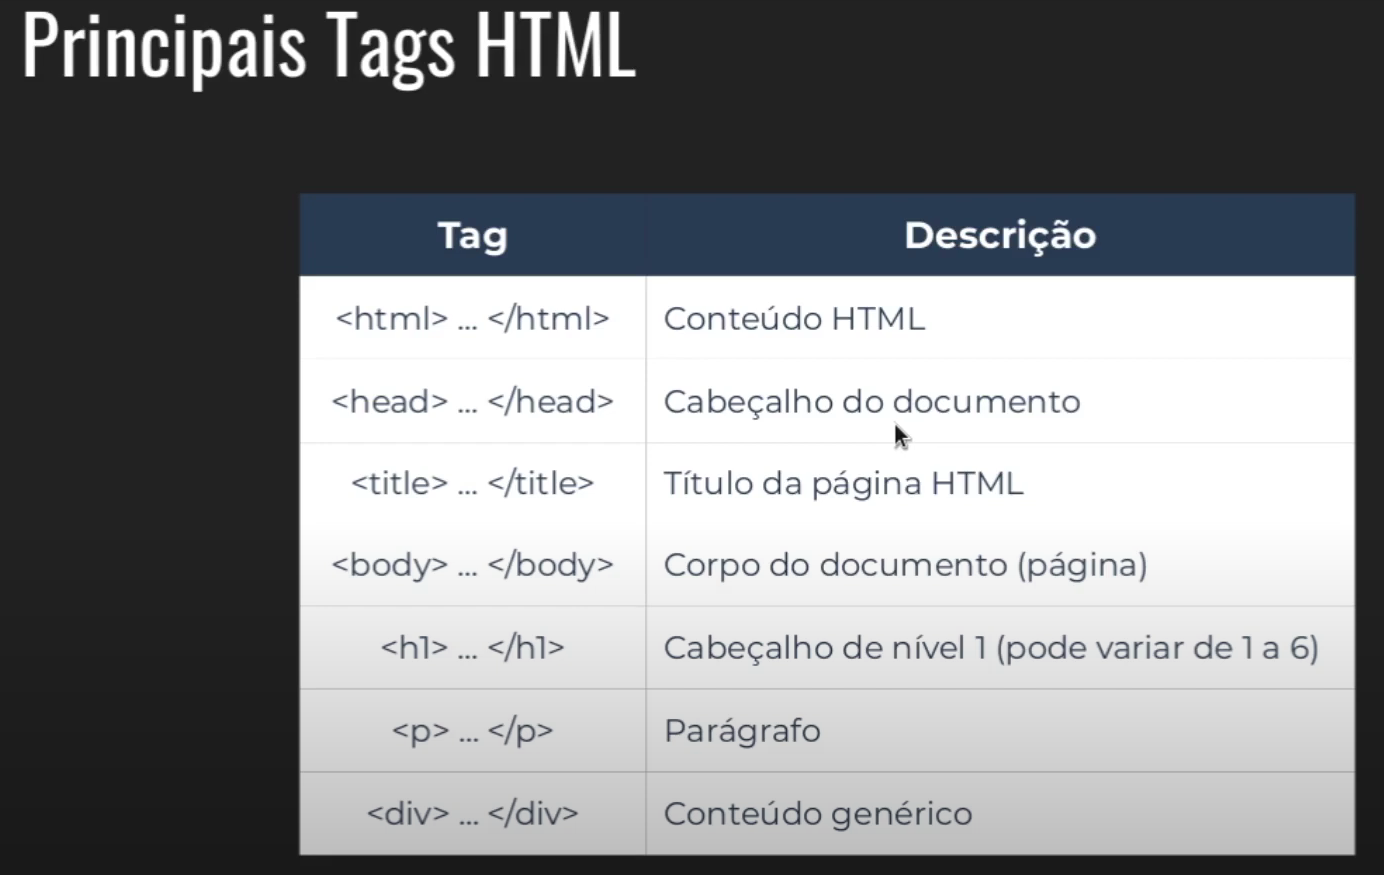 Principais Tags HTML
Tag Descrição
<html> ... </html> Conteúdo HTML
<head> ... </head> Cabeçalho do documento
<title> ... </title> Título da página HTML
<body> ... </body> Corpo do documento (página)
<h1> ... </h1> Cabeçalho de nível 1 (pode variar de 1 a 6)
<p> ... </p> Parágrafo
<div> ... </div> Conteúdo genérico